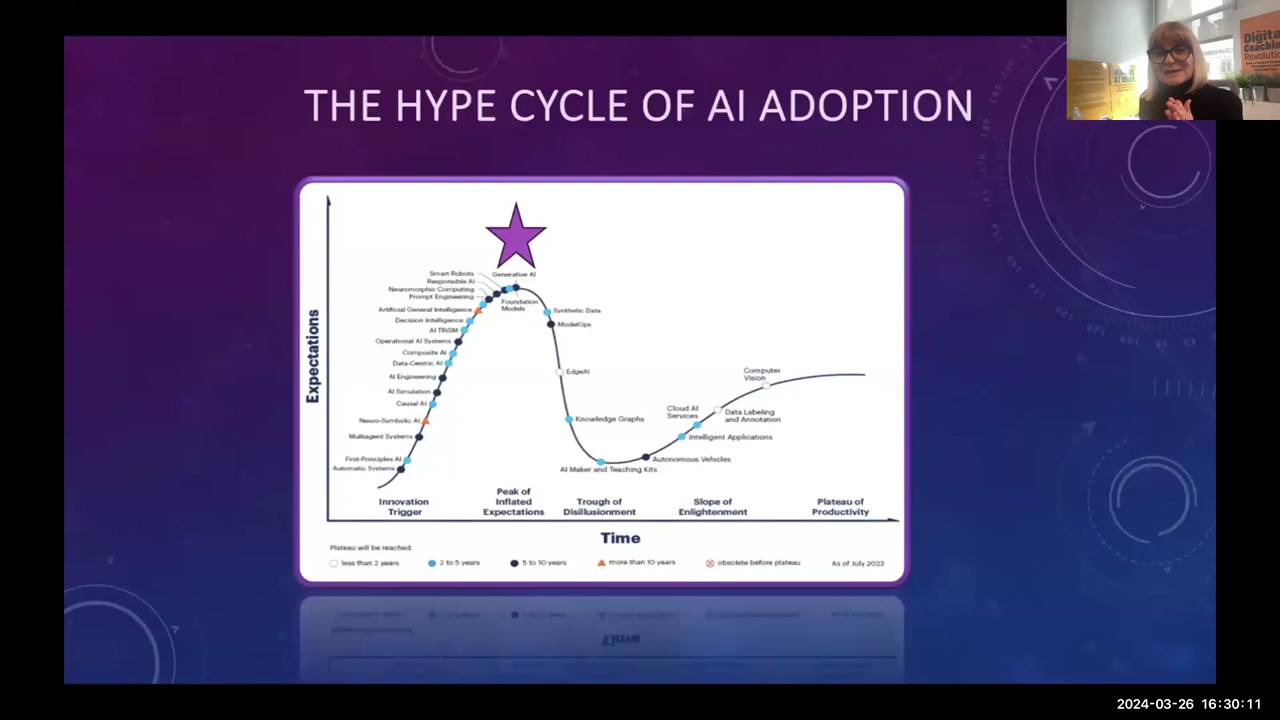 THE HYPE CYCLE OF AI ADOPTION
Digital
Coaching
Revolution
Expectations
Smart Robots
Responsible AI
Neuromorphic Computing
Prompt Engineering
Artificial General Intelligence
Decision Intelligence
AI TRiSM
Operational AI Systems
Composite AI
Data-Centric AI
AI Engineering
AI Simulation
Causal AI
Neuro-Symbolic AI
Multiagent Systems
First-Principles AI
Automatic Systems
Generative AI
Foundation
Models
Synthetic Data
ModelOps
EdgeAI
Knowledge Graphs
AI Maker and Teaching Kits
Autonomous Vehicles
Intelligent Applications
Cloud AI
Services
Data Labeling
and Annotation
Computer
Vision
Innovation
Trigger
Peak of
Inflated
Expectations
Trough of
Disillusionment
Slope of
Enlightenment
Plateau of
Productivity
Time
Plateau will be reached:
less than 2 years
2 to 5 years
5 to 10 years
more than 10 years
obsolete before plateau
As of July 2023
2024-03-26 16:30:11